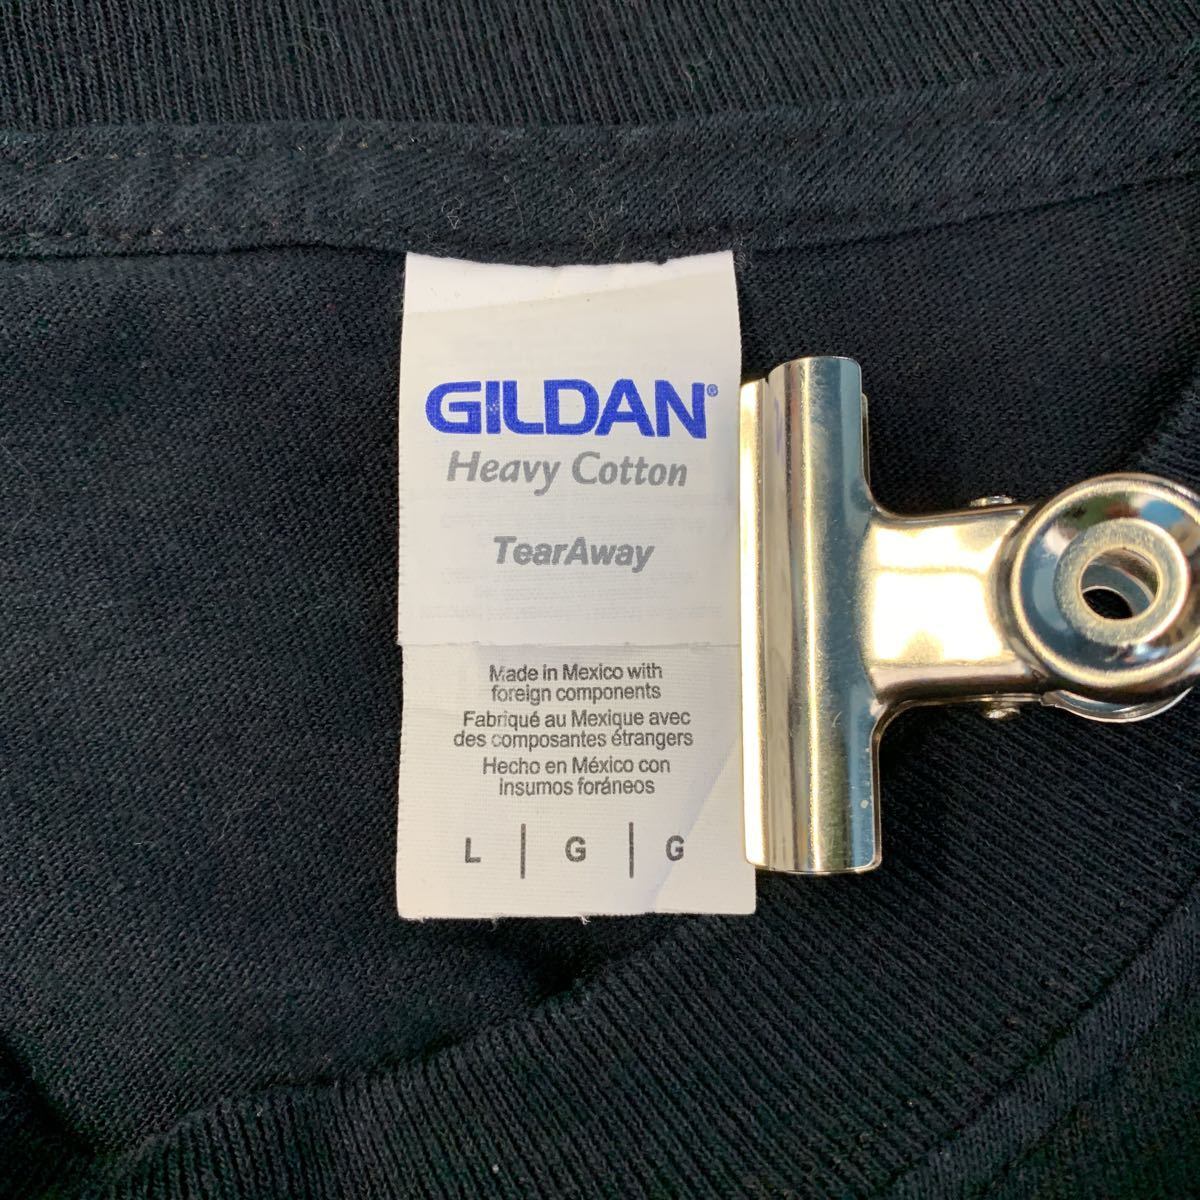 GILDAN®
Heavy Cotton
TearAway
Made in Mexico with
foreign components
Fabriqué au Mexique avec
des composantes étrangers
Hecho en México con
insumos foráneos
L | G | G